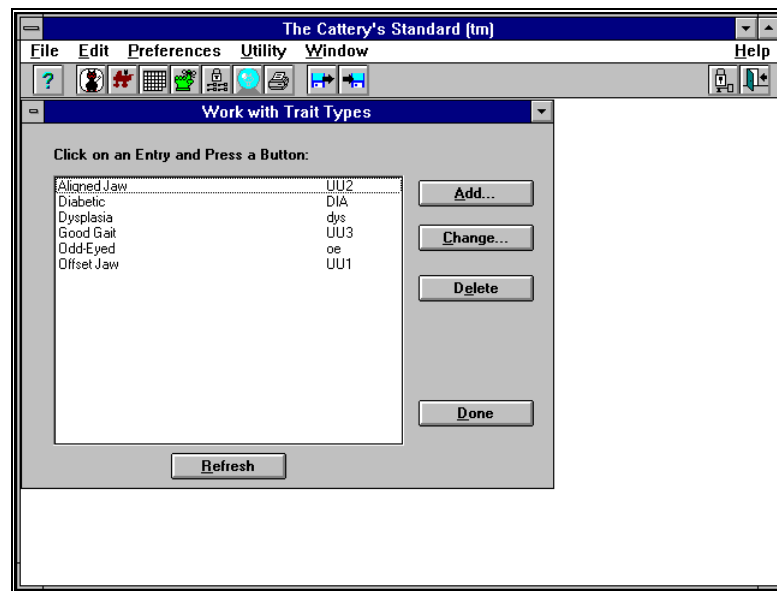 The Cattery's Standard (tm)
File Edit Preferences Utility Window Help
?
Work with Trait Types
Click on an Entry and Press a Button:
Aligned Jaw UU2
Diabetic DIA
Dysplasia dys
Good Gait UU3
Odd-Eyed oe
Offset Jaw UU1
Add...
Change...
Delete
Done
Refresh